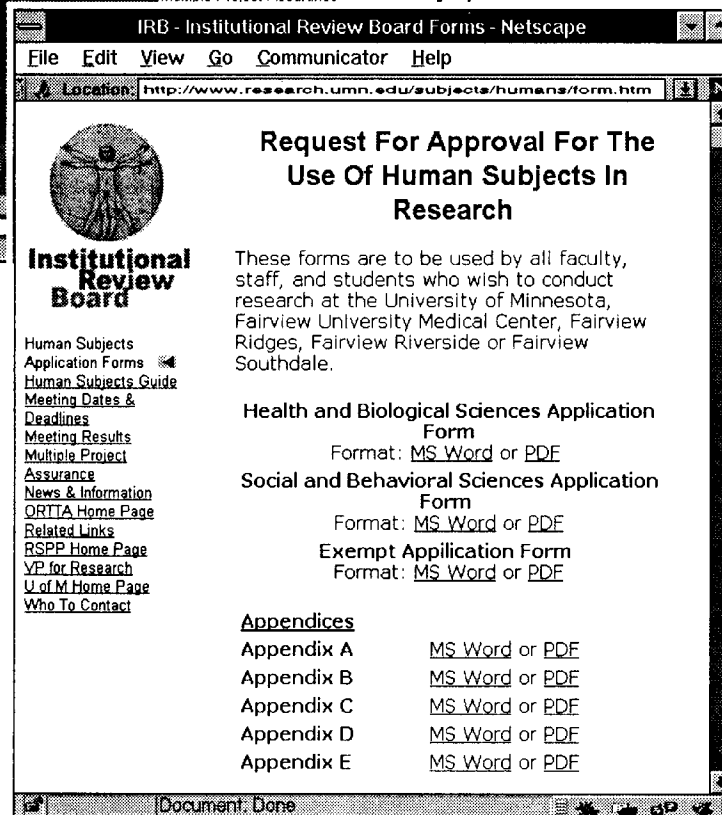 IRB - Institutional Review Board Forms - Netscape
File Edit View Go Communicator Help
Location: http://www.research.umn.edu/subjects/humans/form.htm
Institutional
Review
Board
Human Subjects
Application Forms
Human Subjects Guide
Meeting Dates &
Deadlines
Meeting Results
Multiple Project
Assurance
News & Information
ORTTA Home Page
Related Links
RSPP Home Page
VP for Research
U of M Home Page
Who To Contact
Request For Approval For The
Use Of Human Subjects In
Research
These forms are to be used by all faculty,
staff, and students who wish to conduct
research at the University of Minnesota,
Fairview University Medical Center, Fairview
Ridges, Fairview Riverside or Fairview
Southdale.
Health and Biological Sciences Application
Form
Format: MS Word or PDF
Social and Behavioral Sciences Application
Form
Format: MS Word or PDF
Exempt Appilication Form
Format: MS Word or PDF
Appendices
Appendix A MS Word or PDF
Appendix B MS Word or PDF
Appendix C MS Word or PDF
Appendix D MS Word or PDF
Appendix E MS Word or PDF
Document: Done